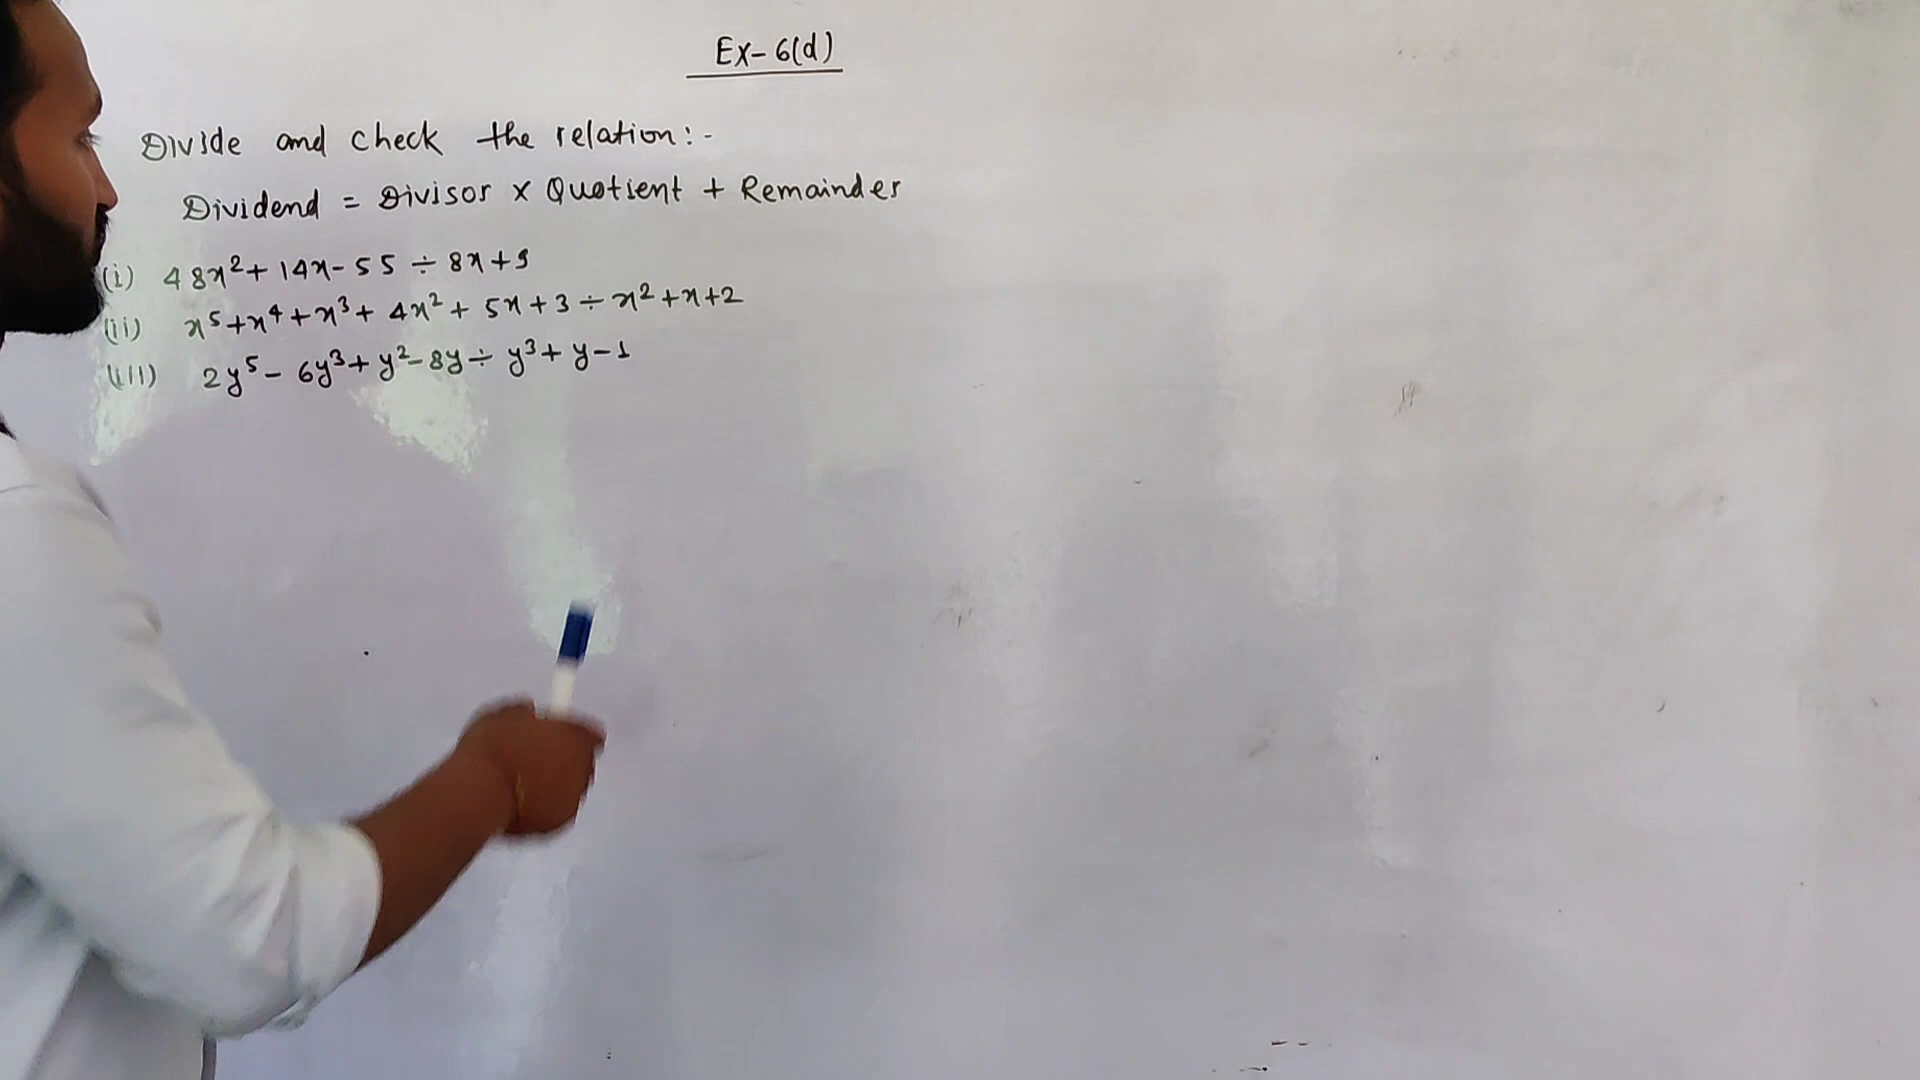 Ex-6(d)
Divide and check the relation:-
Dividend = Divisor x Quotient + Remainder
(i) 48x²+14x-55÷8x+9
(ii) x⁵+x⁴+x³+4x²+5x+3÷x²+x+2
(iii) 2y⁵-6y³+y²-8y÷y³+y-1